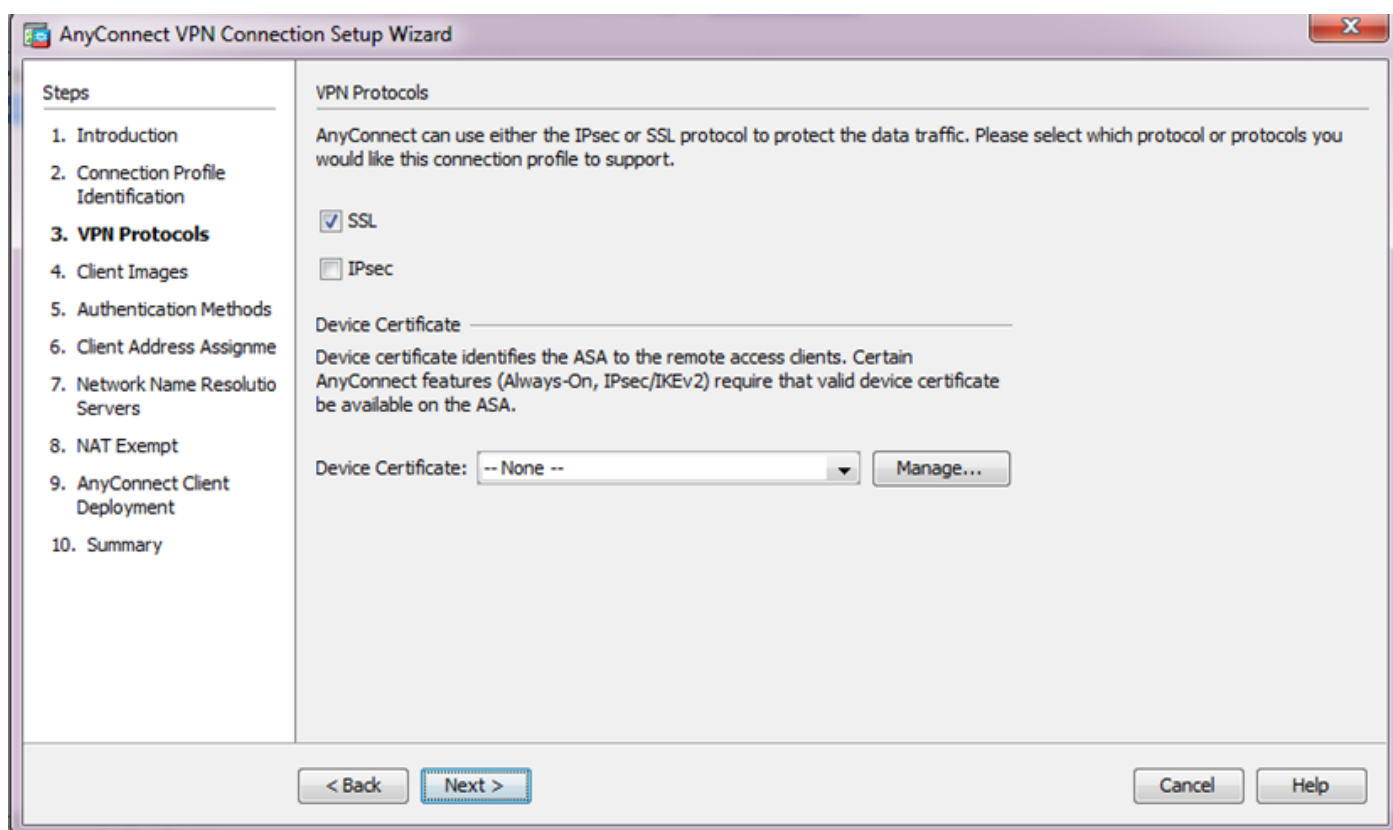 AnyConnect VPN Connection Setup Wizard
Steps
1. Introduction
2. Connection Profile
Identification
3. VPN Protocols
4. Client Images
5. Authentication Methods
6. Client Address Assignme
7. Network Name Resolutio
Servers
8. NAT Exempt
9. AnyConnect Client
Deployment
10. Summary
VPN Protocols
AnyConnect can use either the IPsec or SSL protocol to protect the data traffic. Please select which protocol or protocols you
would like this connection profile to support.
SSL
IPsec
Device Certificate
Device certificate identifies the ASA to the remote access clients. Certain
AnyConnect features (Always-On, IPsec/IKEv2) require that valid device certificate
be available on the ASA.
Device Certificate: -- None -- Manage...
< Back Next > Cancel Help